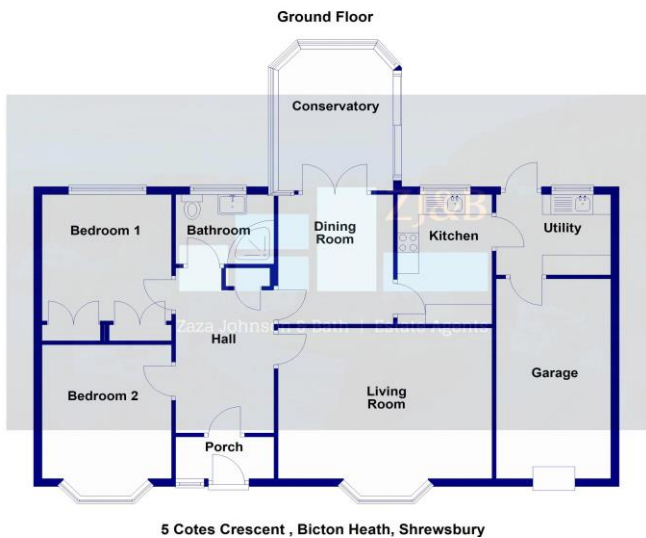 Ground Floor
Conservatory
ZJ&B
Bedroom 1
Bathroom
Dining
Room
Kitchen
Utility
Zaza Johnson & Bath | Estate Agents
Hall
Bedroom 2
Living
Room
Garage
Porch
5 Cotes Crescent , Bicton Heath, Shrewsbury